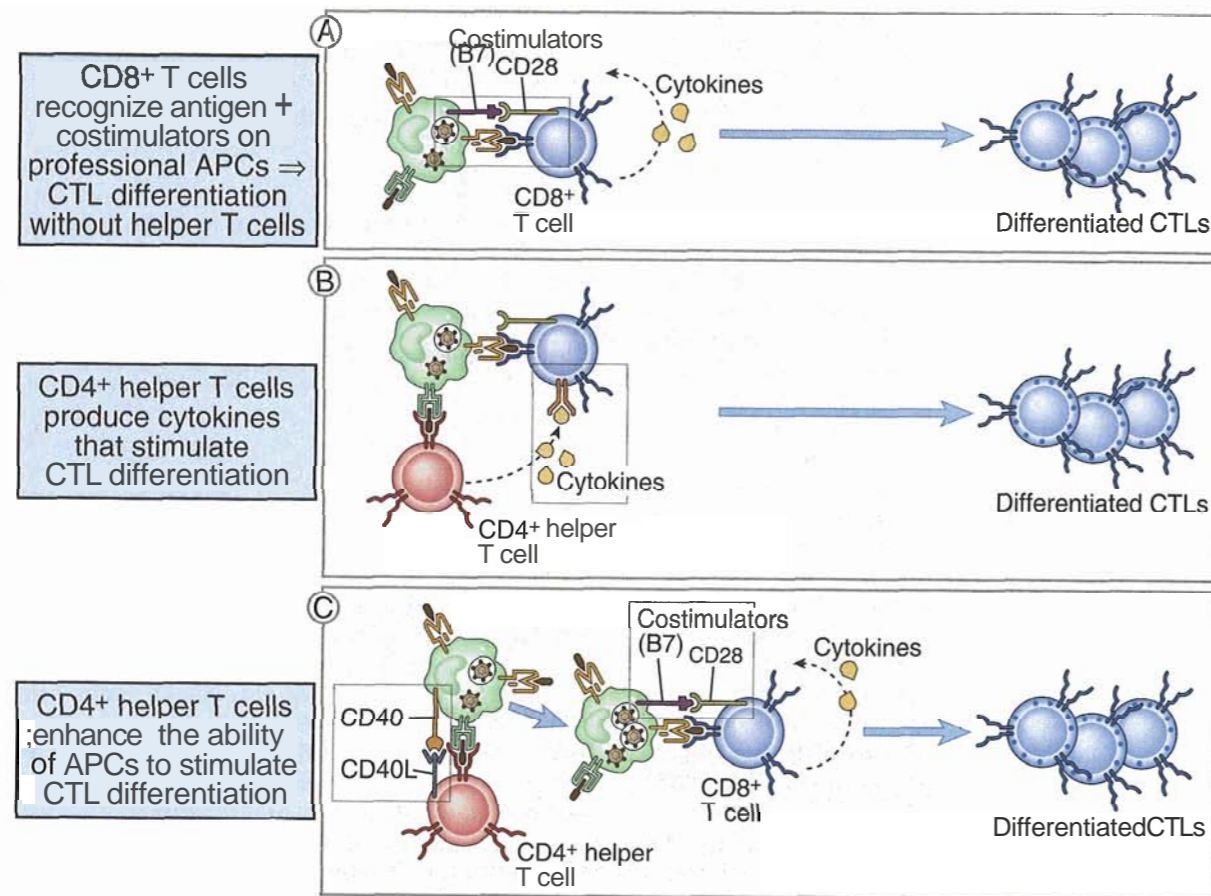 A
CD8+ T cells
recognize antigen +
costimulators on
professional APCs ⇒
CTL differentiation
without helper T cells
Costimulators
(B7)
CD28
Cytokines
CD8+
T cell
Differentiated CTLs
B
CD4+ helper T cells
produce cytokines
that stimulate
CTL differentiation
Cytokines
CD4+ helper
T cell
Differentiated CTLs
C
CD4+ helper T cells
;enhance the ability
of APCs to stimulate
CTL differentiation
CD40
CD40L
CD4+ helper
T cell
Costimulators
(B7)
CD28
Cytokines
CD8+
T cell
DifferentiatedCTLs